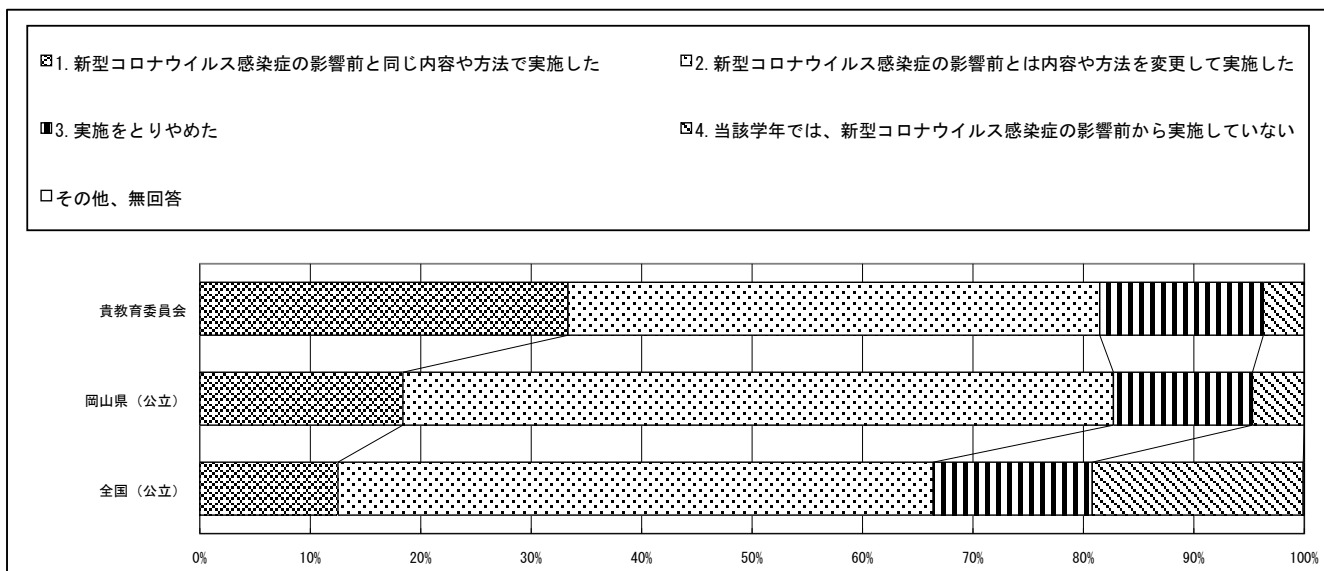 1. 新型コロナウイルス感染症の影響前と同じ内容や方法で実施した
2. 新型コロナウイルス感染症の影響前とは内容や方法を変更して実施した
3. 実施をとりやめた
4. 当該学年では、新型コロナウイルス感染症の影響前から実施していない
その他、無回答
貴教育委員会
岡山県（公立）
全国（公立）
0% 10% 20% 30% 40% 50% 60% 70% 80% 90% 100%